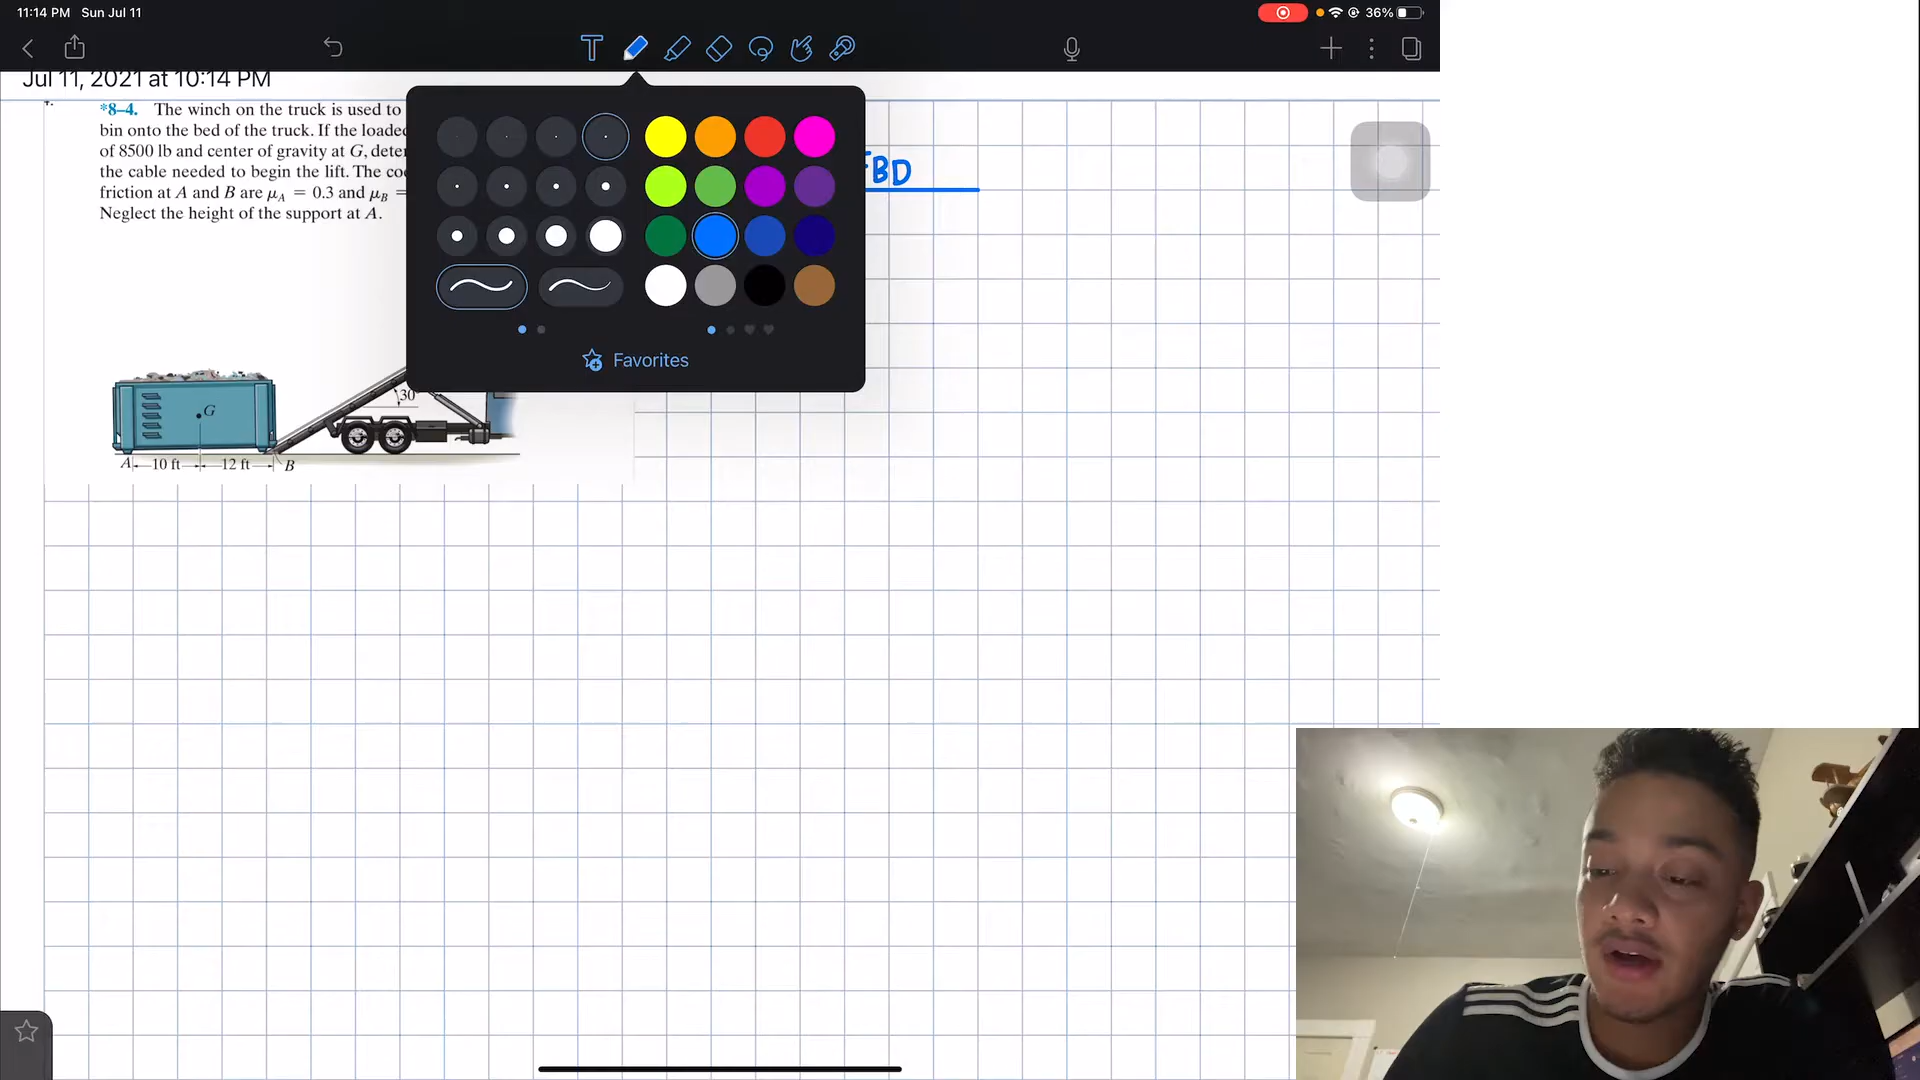 11:14 PM Sun Jul 11
36%
Jul 11, 2021 at 10:14 PM
*8–4. The winch on the truck is used to
bin onto the bed of the truck. If the loaded
of 8500 lb and center of gravity at G, deter
the cable needed to begin the lift. The co
friction at A and B are μA = 0.3 and μB =
Neglect the height of the support at A.
FBD
Favorites
30
G
A 10 ft 12 ft B